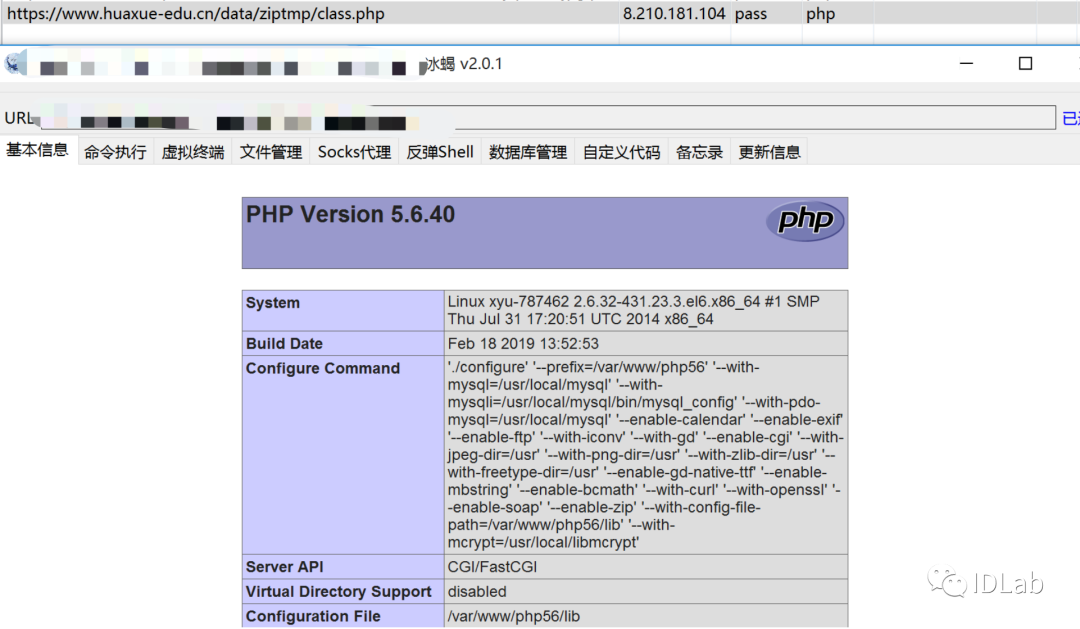 https://www.huaxue-edu.cn/data/ziptmp/class.php 8.210.181.104 pass php
冰蝎 v2.0.1
URL
基本信息 命令执行 虚拟终端 文件管理 Socks代理 反弹Shell 数据库管理 自定义代码 备忘录 更新信息
PHP Version 5.6.40
php
System Linux xyu-787462 2.6.32-431.23.3.el6.x86_64 #1 SMP
Thu Jul 31 17:20:51 UTC 2014 x86_64
Build Date Feb 18 2019 13:52:53
Configure Command './configure' '--prefix=/var/www/php56' '--with-
mysql=/usr/local/mysql' '--with-
mysqli=/usr/local/mysql/bin/mysql_config' '--with-pdo-
mysql=/usr/local/mysql' '--enable-calendar' '--enable-exif'
'--enable-ftp' '--with-iconv' '--with-gd' '--enable-cgi' '--with-
jpeg-dir=/usr' '--with-png-dir=/usr' '--with-zlib-dir=/usr' '--
with-freetype-dir=/usr' '--enable-gd-native-ttf' '--enable-
mbstring' '--enable-bcmath' '--with-curl' '--with-openssl' '-
-enable-soap' '--enable-zip' '--with-config-file-
path=/var/www/php56/lib' '--with-
mcrypt=/usr/local/libmcrypt'
Server API CGI/FastCGI
Virtual Directory Support disabled
Configuration File /var/www/php56/lib
IDLab